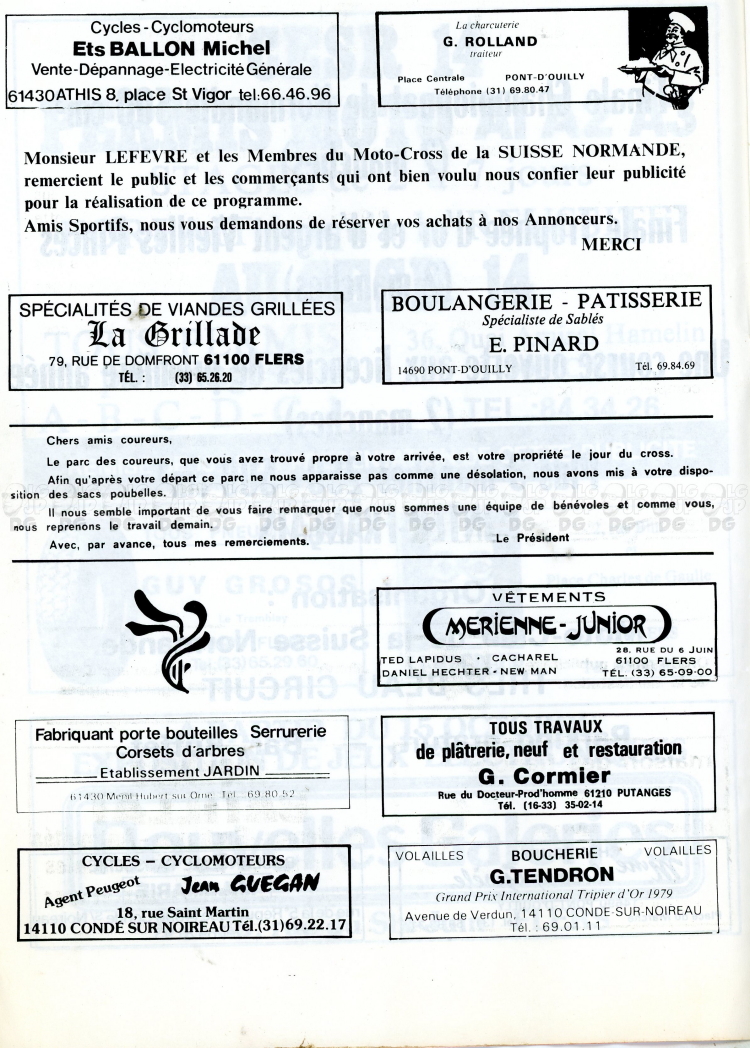 Cycles - Cyclomoteurs
Ets BALLON Michel
Vente-Dépannage-Electricité Générale
61430 ATHIS 8, place St Vigor tel:66.46.96
La charcuterie
G. ROLLAND
traiteur
Place Centrale PONT-D'OUILLY
Téléphone (31) 69.80.47
Monsieur LEFEVRE et les Membres du Moto-Cross de la SUISSE NORMANDE,
remercient le public et les commerçants qui ont bien voulu nous confier leur publicité
pour la réalisation de ce programme.
Amis Sportifs, nous vous demandons de réserver vos achats à nos Annonceurs.
MERCI
SPÉCIALITÉS DE VIANDES GRILLÉES
La Grillade
79, RUE DE DOMFRONT 61100 FLERS
TÉL. : (33) 65.26.20
BOULANGERIE - PATISSERIE
Spécialiste de Sablés
E. PINARD
14690 PONT-D'OUILLY Tél. 69.84.69
Chers amis coureurs,
Le parc des coureurs, que vous avez trouvé propre à votre arrivée, est votre propriété le jour du cross.
Afin qu'après votre départ ce parc ne nous apparaisse pas comme une désolation, nous avons mis à votre dispo-
sition des sacs poubelles.
Il nous semble important de vous faire remarquer que nous sommes une équipe de bénévoles et comme vous,
nous reprenons le travail demain.
Avec, par avance, tous mes remerciements. Le Président
VÊTEMENTS
MERIENNE-JUNIOR
TED LAPIDUS CACHAREL
DANIEL HECHTER - NEW MAN
28, RUE DU 6 JUIN
61100 FLERS
TÉL. (33) 65-09-00
Fabriquant porte bouteilles Serrurerie
Corsets d'arbres
Etablissement JARDIN
61430 Menil Hubert sur Orne Tél. 69.80.52
TOUS TRAVAUX
de plâtrerie, neuf et restauration
G. Cormier
Rue du Docteur-Prod'homme 61210 PUTANGES
Tél. (16-33) 35-02-14
CYCLES – CYCLOMOTEURS
Agent Peugeot Jean GUEGAN
18, rue Saint Martin
14110 CONDÉ SUR NOIREAU Tél.(31)69.22.17
VOLAILLES BOUCHERIE VOLAILLES
G.TENDRON
Grand Prix International Tripier d'Or 1979
Avenue de Verdun, 14110 CONDE-SUR-NOIREAU
Tél. : 69.01.11